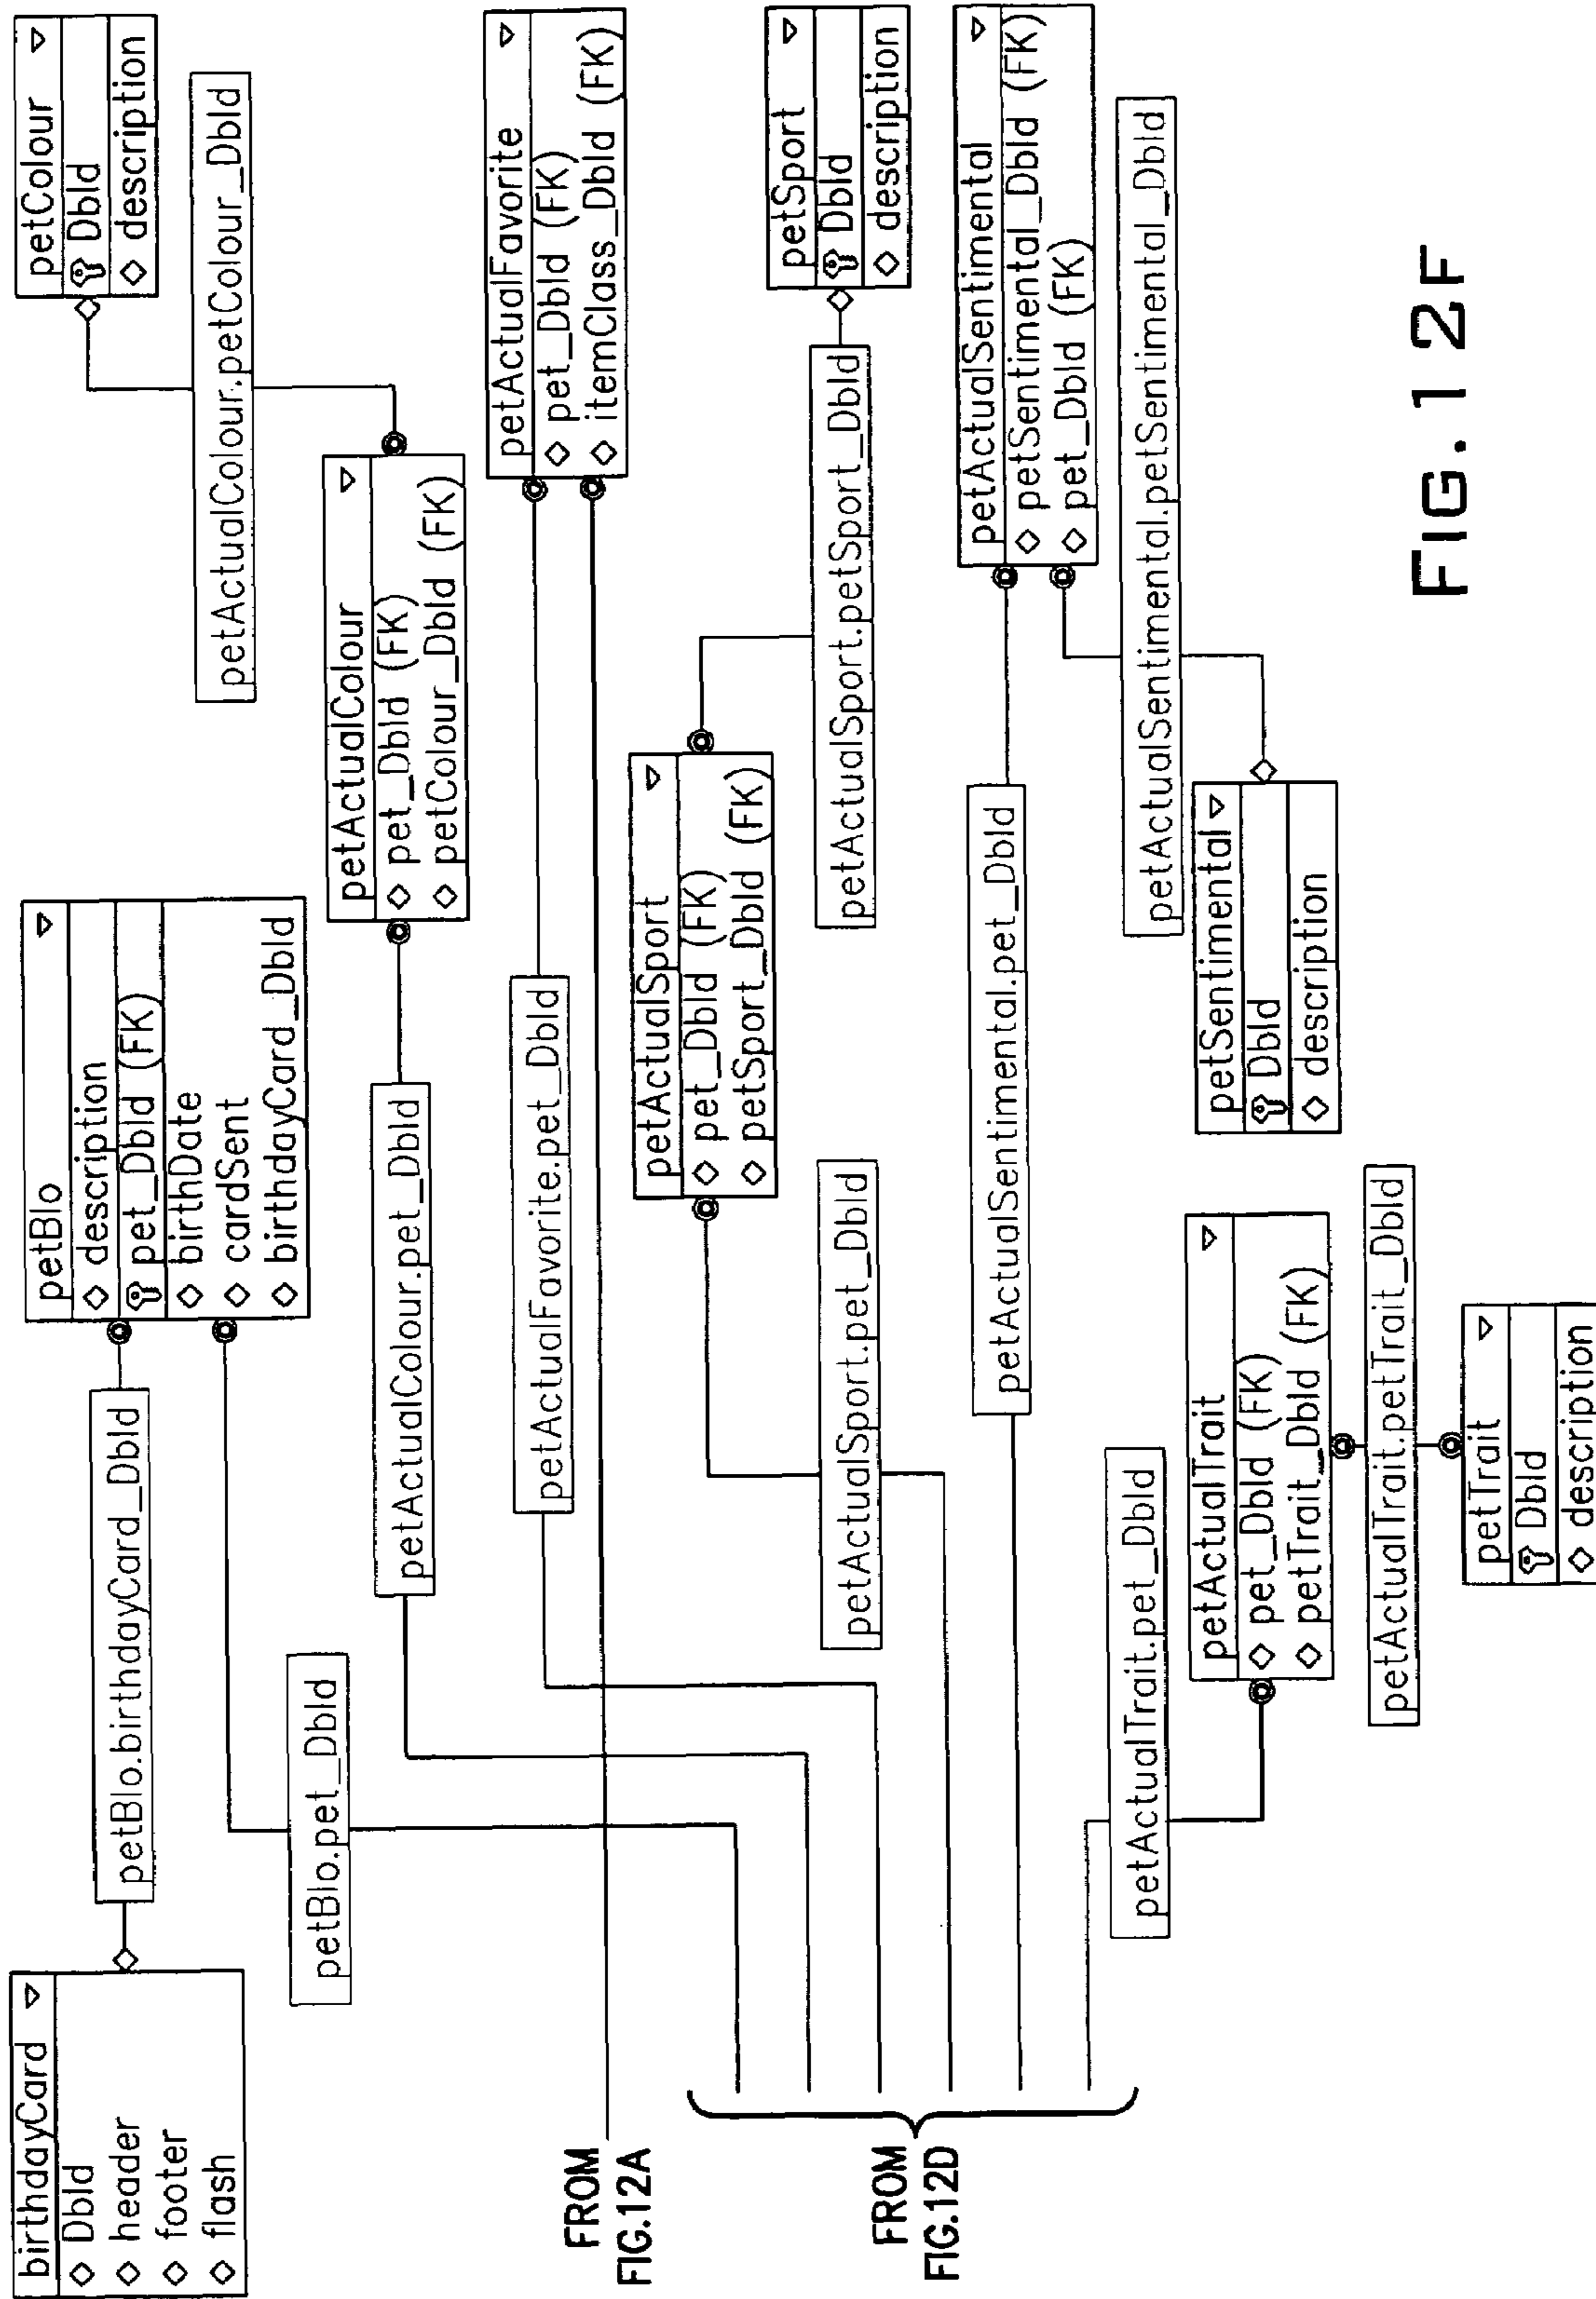 birthdayCard
DbId
header
footer
flash
petBIo.birthdayCard_DbId
petBIo
description
pet_DbId (FK)
birthDate
cardSent
birthdayCard_DbId
petColour
DbId
description
petBIo.pet_DbId
petActualColour.petColour_DbId
petActualColour.pet_DbId
petActualColour
pet_DbId (FK)
petColour_DbId (FK)
petActualFavorite.pet_DbId
petActualFavorite
pet_DbId (FK)
itemClass_DbId (FK)
FROM
FIG.12A
petActualSport
pet_DbId (FK)
petSport_DbId (FK)
petSport
DbId
description
petActualSport.pet_DbId
petActualSport.petSport_DbId
FROM
FIG.12D
petActualSentimental.pet_DbId
petActualSentimental
petSentimental_DbId (FK)
pet_DbId (FK)
petActualTrait.pet_DbId
petActualSentimental.petSentimental_DbId
petActualTrait
pet_DbId (FK)
petTrait_DbId (FK)
petSentimental
DbId
description
petActualTrait.petTrait_DbId
petTrait
DbId
description
FIG.12F